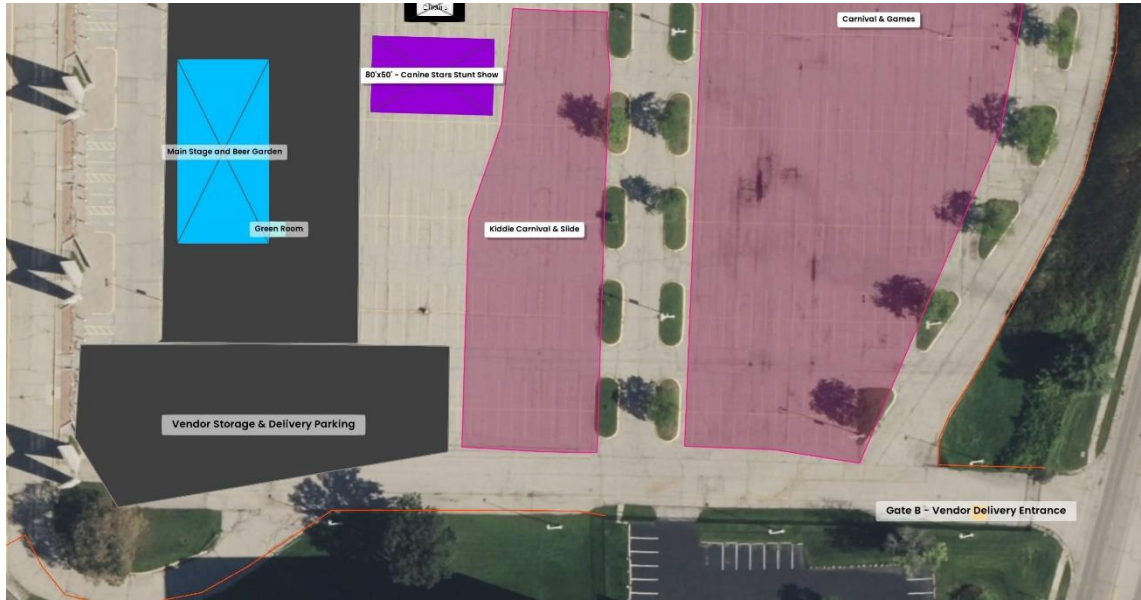 Carnival & Games
80'x50' - Canine Stars Stunt Show
Main Stage and Beer Garden
Green Room
Kiddie Carnival & Slide
Vendor Storage & Delivery Parking
Gate B - Vendor Delivery Entrance